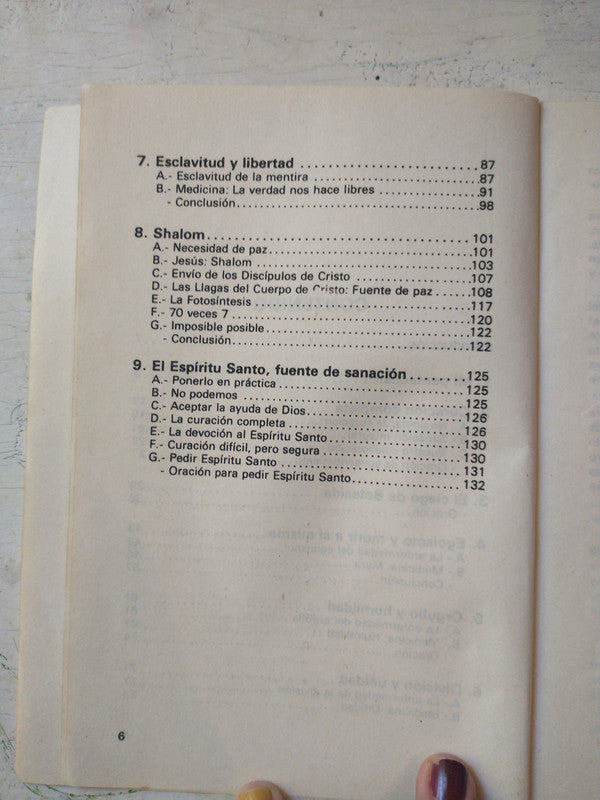 7. Esclavitud y libertad ........................87
A.- Esclavitud de la mentira ........................87
B.- Medicina: La verdad nos hace libres ...............91
- Conclusión...................................98
8. Shalom.................................... 101
A.- Necesidad de paz.............................101
B.- Jesús: Shalom ...............................103
C.- Envío de los Discípulos de Cristo ................107
D.- Las Llagas del Cuerpo de Cristo: Fuente de paz .....108
E.- La Fotosíntesis ..............................117
F.- 70 veces 7 ..................................120
G.- Imposible posible.............................122
- Conclusión..................................122
9. El Espíritu Santo, fuente de sanación ........125
A.- Ponerlo en práctica ...........................125
B.- No podemos ................................125
C.- Aceptar la ayuda de Dios.......................126
D.- La curación completa .........................126
E.- La devoción al Espíritu Santo....................130
F.- Curación difícil, pero segura ....................130
G.- Pedir Espíritu Santo ..........................131
- Oración para pedir Espíritu Santo................132
6